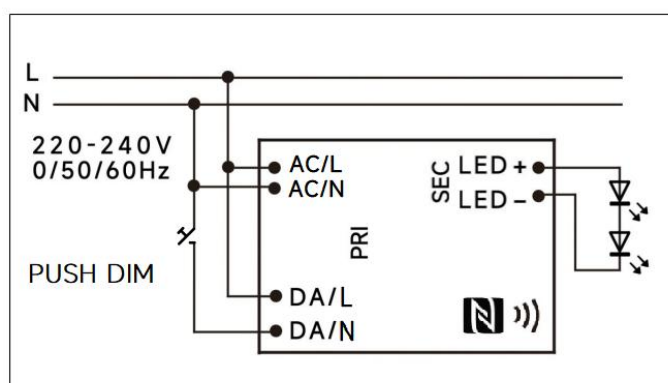 L
N
220-240V
0/50/60Hz
PUSH DIM
AC/L
AC/N
PRI
DA/L
DA/N
SEC
LED +
LED -